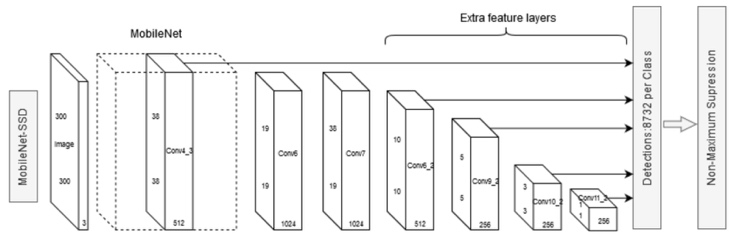 Extra feature layers
MobileNet
MobileNet-SSD
300
Image
300
3
38
Conv4_3
38
512
19
Conv6
19
1024
38
Conv7
19
1024
10
Conv6_2
10
512
5
Conv9_2
5
256
3
Conv10_2
3
256
Conv11_2
1
1
256
Detections:8732 per Class
Non-Maximum Supression